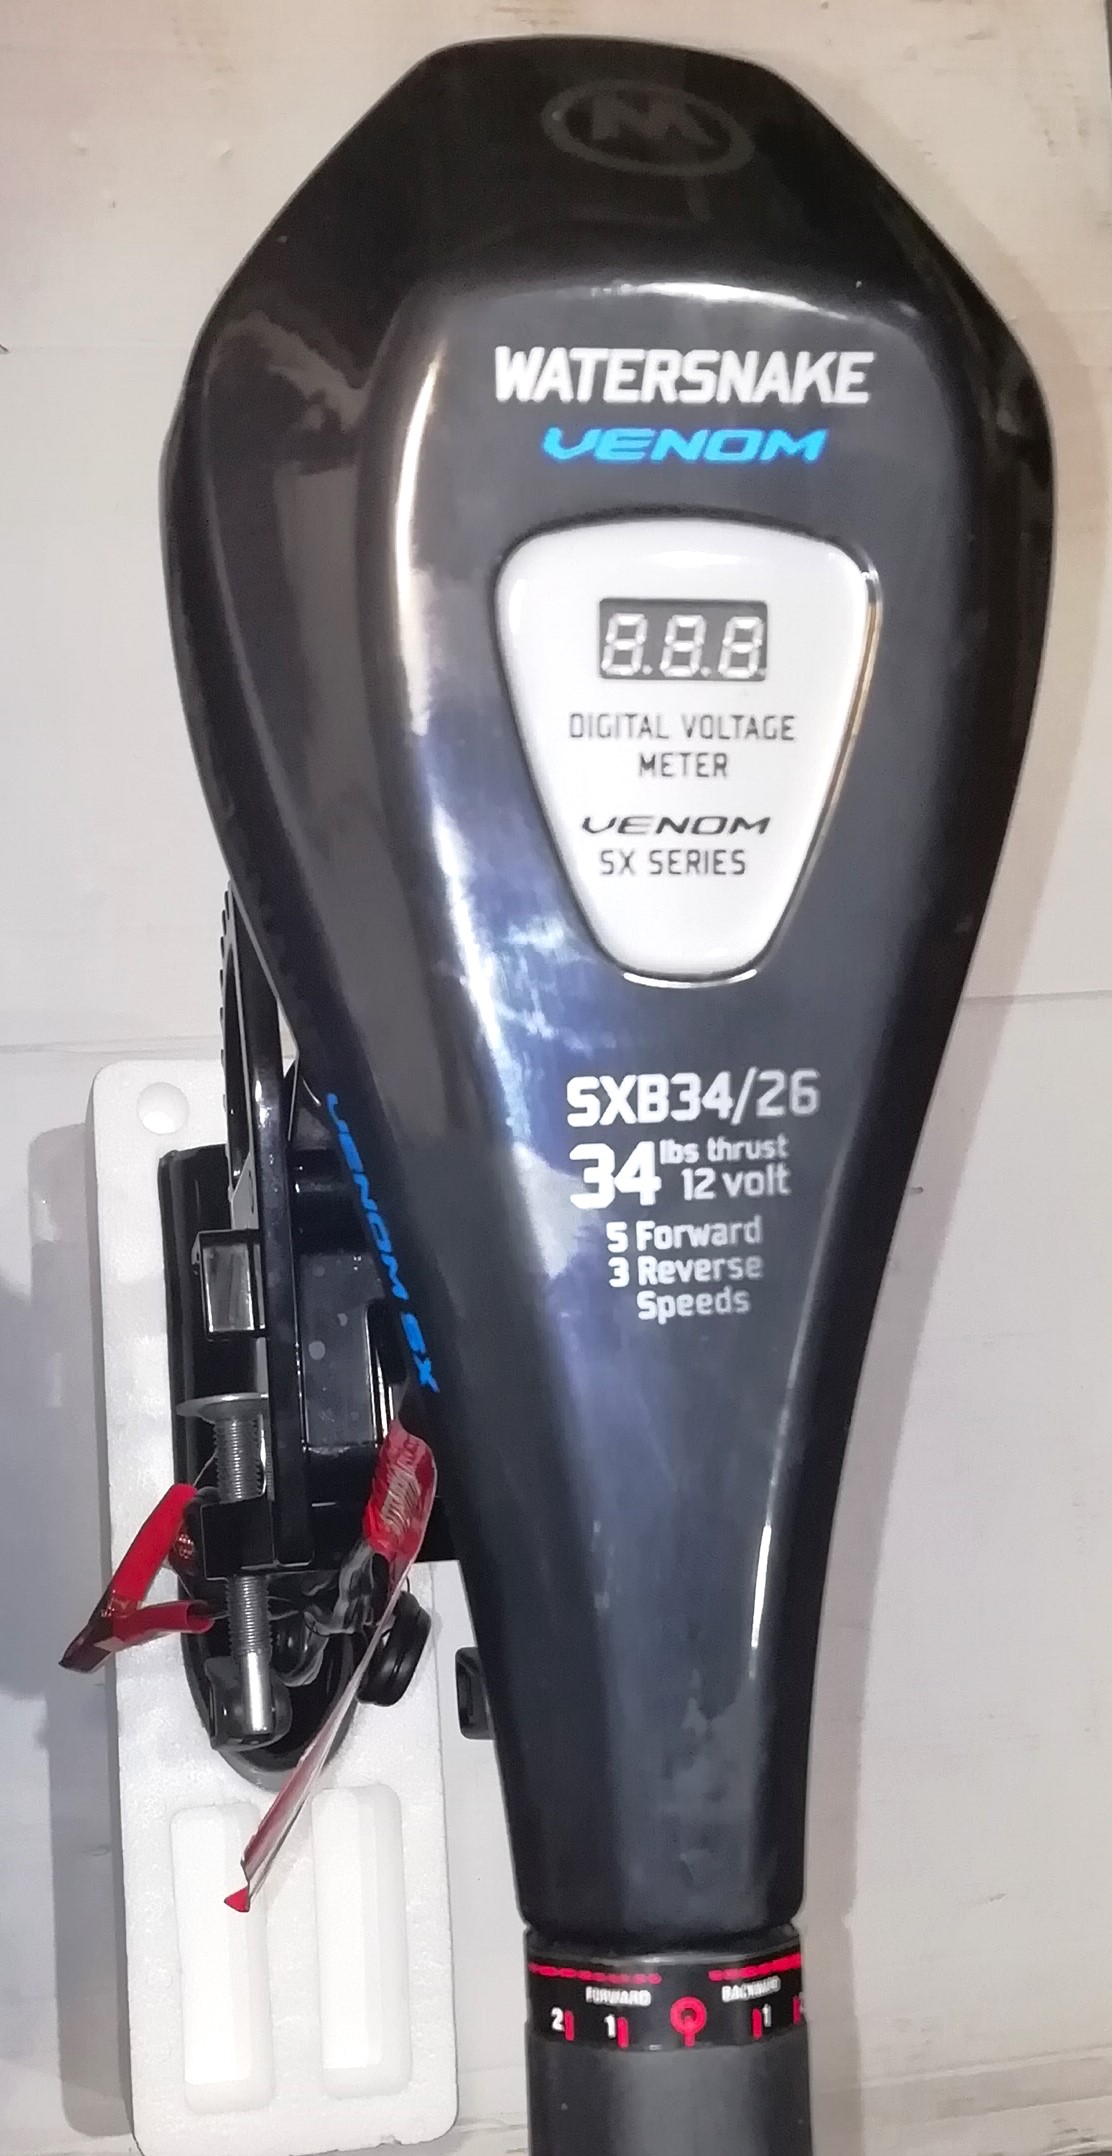 M
WATERSNAKE
VENOM
8.8.8.
DIGITAL VOLTAGE
METER
VENOM
SX SERIES
SXB34/26
34 lbs thrust
12 volt
5 Forward
3 Reverse
Speeds
VENOM SX
FORWARD BACKWARD
2 1 0 1